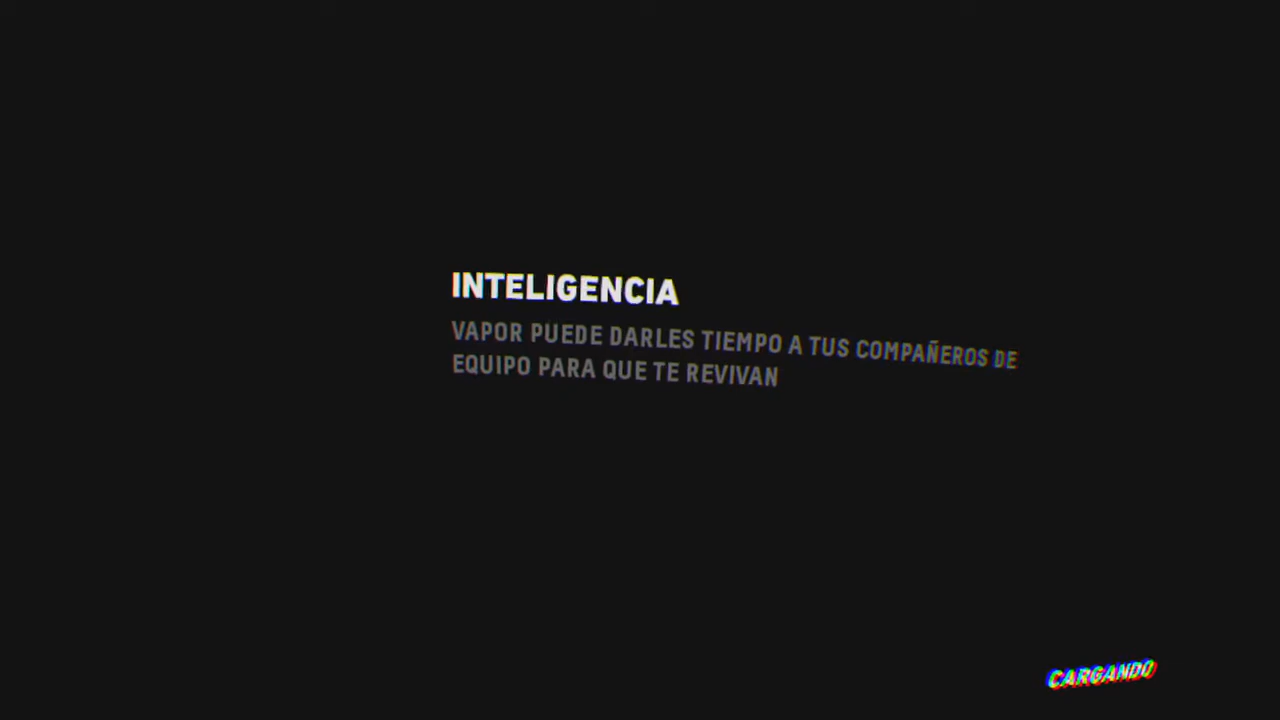 INTELIGENCIA
VAPOR PUEDE DARLES TIEMPO A TUS COMPAÑEROS DE
EQUIPO PARA QUE TE REVIVAN
CARGANDO